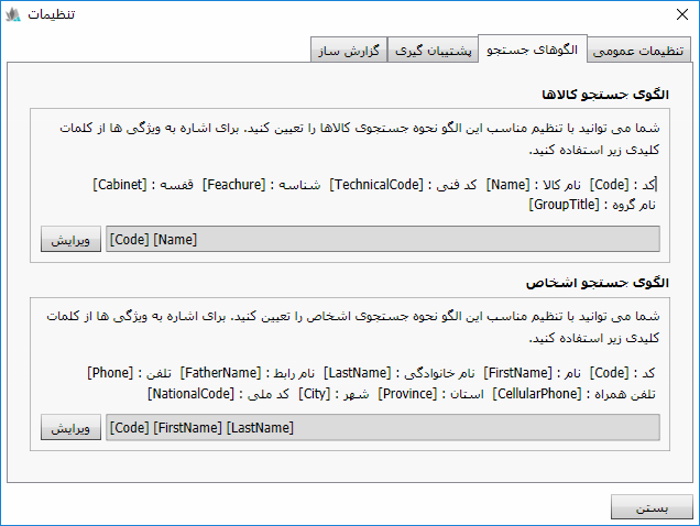 تنظیمات
تنظیمات عمومی
الگوهای جستجو
پشتیبان گیری
گزارش ساز
الگوی جستجو کالاها
شما می توانید با تنظیم مناسب این الگو نحوه جستجوی کالاها را تعیین کنید. برای اشاره به ویژگی ها از کلمات
کلیدی زیر استفاده کنید.
کد : [Code] نام کالا : [Name] کد فنی : [TechnicalCode] شناسه : [Feachure] قفسه : [Cabinet]
نام گروه : [GroupTitle]
[Code] [Name]
ویرایش
الگوی جستجو اشخاص
شما می توانید با تنظیم مناسب این الگو نحوه جستجوی اشخاص را تعیین کنید. برای اشاره به ویژگی ها از کلمات
کلیدی زیر استفاده کنید.
کد : [Code] نام : [FirstName] نام خانوادگی : [LastName] نام رابط : [FatherName] تلفن : [Phone]
تلفن همراه : [CellularPhone] استان : [Province] شهر : [City] کد ملی : [NationalCode]
[Code] [FirstName] [LastName]
ویرایش
بستن